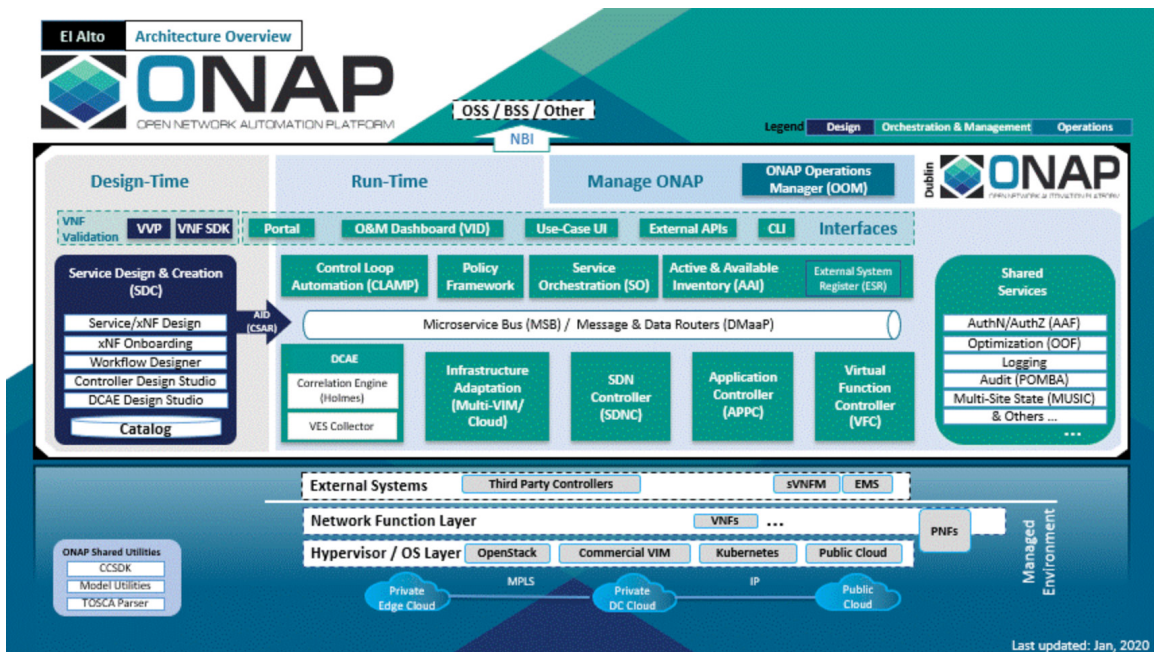 El Alto
Architecture Overview
ONAP
OPEN NETWORK AUTOMATION PLATFORM
OSS / BSS / Other
NBI
Legend
Design
Orchestration & Management
Operations
Design-Time
Run-Time
Manage ONAP
ONAP Operations
Manager (OOM)
Dublin
ONAP
OPEN NETWORK AUTOMATION PLATFORM
VNF
Validation
VVP
VNF SDK
Portal
O&M Dashboard (VID)
Use-Case UI
External APIs
CLI
Interfaces
Service Design & Creation
(SDC)
Service/xNF Design
xNF Onboarding
Workflow Designer
Controller Design Studio
DCAE Design Studio
Catalog
AID
(CSAR)
Control Loop
Automation (CLAMP)
Policy
Framework
Service
Orchestration (SO)
Active & Available
Inventory (AAI)
External System
Register (ESR)
Microservice Bus (MSB) / Message & Data Routers (DMaaP)
DCAE
Correlation Engine
(Holmes)
VES Collector
Infrastructure
Adaptation
(Multi-VIM/
Cloud)
SDN
Controller
(SDNC)
Application
Controller
(APPC)
Virtual
Function
Controller
(VFC)
Shared
Services
AuthN/AuthZ (AAF)
Optimization (OOF)
Logging
Audit (POMBA)
Multi-Site State (MUSIC)
& Others ...
...
External Systems
Third Party Controllers
sVNFM
EMS
Network Function Layer
VNFs
...
PNFs
Hypervisor / OS Layer
OpenStack
Commercial VIM
Kubernetes
Public Cloud
Private
Edge Cloud
MPLS
Private
DC Cloud
IP
Public
Cloud
Managed
Environment
ONAP Shared Utilities
CCSDK
Model Utilities
TOSCA Parser
Last updated: Jan, 2020